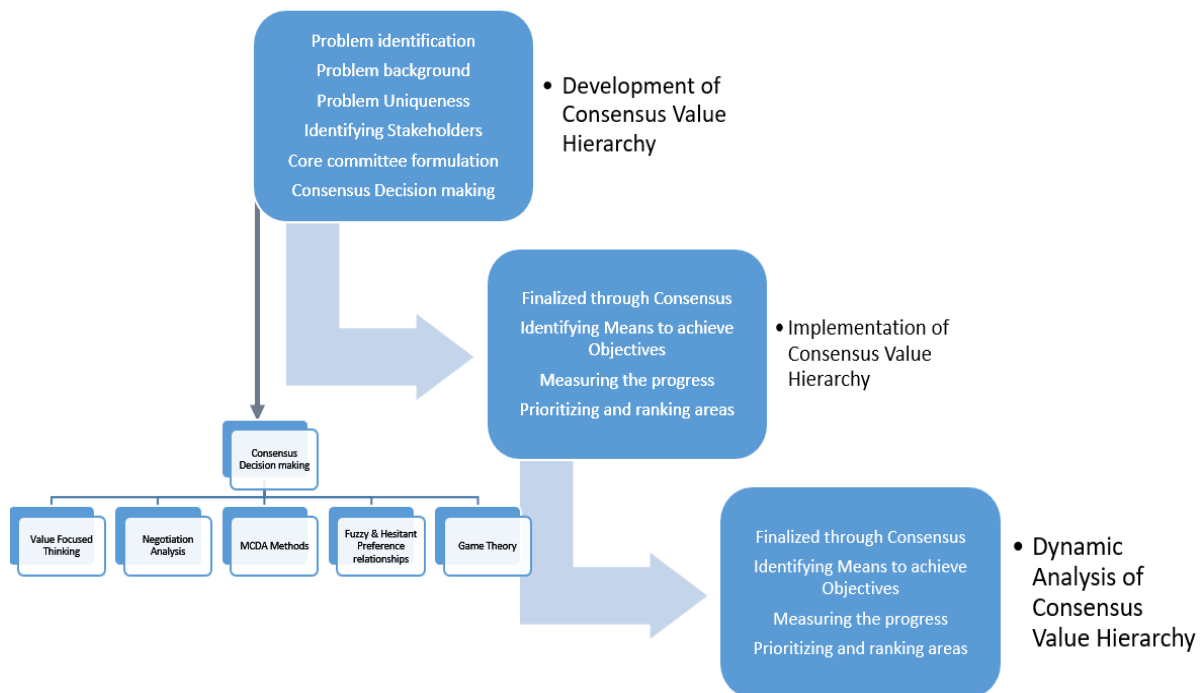 Problem identification
Problem background
Problem Uniqueness
Identifying Stakeholders
Core committee formulation
Consensus Decision making
• Development of
Consensus Value
Hierarchy
Finalized through Consensus
Identifying Means to achieve
Objectives
Measuring the progress
Prioritizing and ranking areas
• Implementation of
Consensus Value
Hierarchy
Consensus
Decision making
Value Focused
Thinking
Negotiation
Analysis
MCDA Methods
Fuzzy & Hesitant
Preference
relationships
Game Theory
Finalized through Consensus
Identifying Means to achieve
Objectives
Measuring the progress
Prioritizing and ranking areas
• Dynamic
Analysis of
Consensus
Value Hierarchy